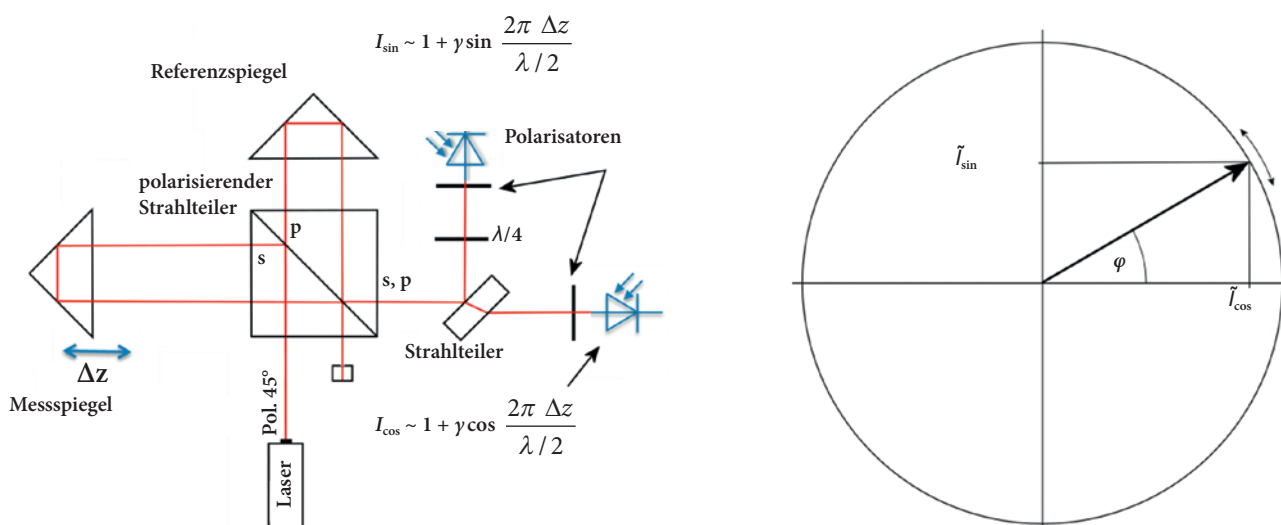 I_sin ~ 1 + γ sin (2π Δz)/(λ/2)
Referenzspiegel
Polarisatoren
polarisierender
Strahlteiler
p
s
λ/4
s, p
Strahlteiler
Δz
Messspiegel
Pol. 45°
I_cos ~ 1 + γ cos (2π Δz)/(λ/2)
Laser
Ĩ_sin
φ
Ĩ_cos